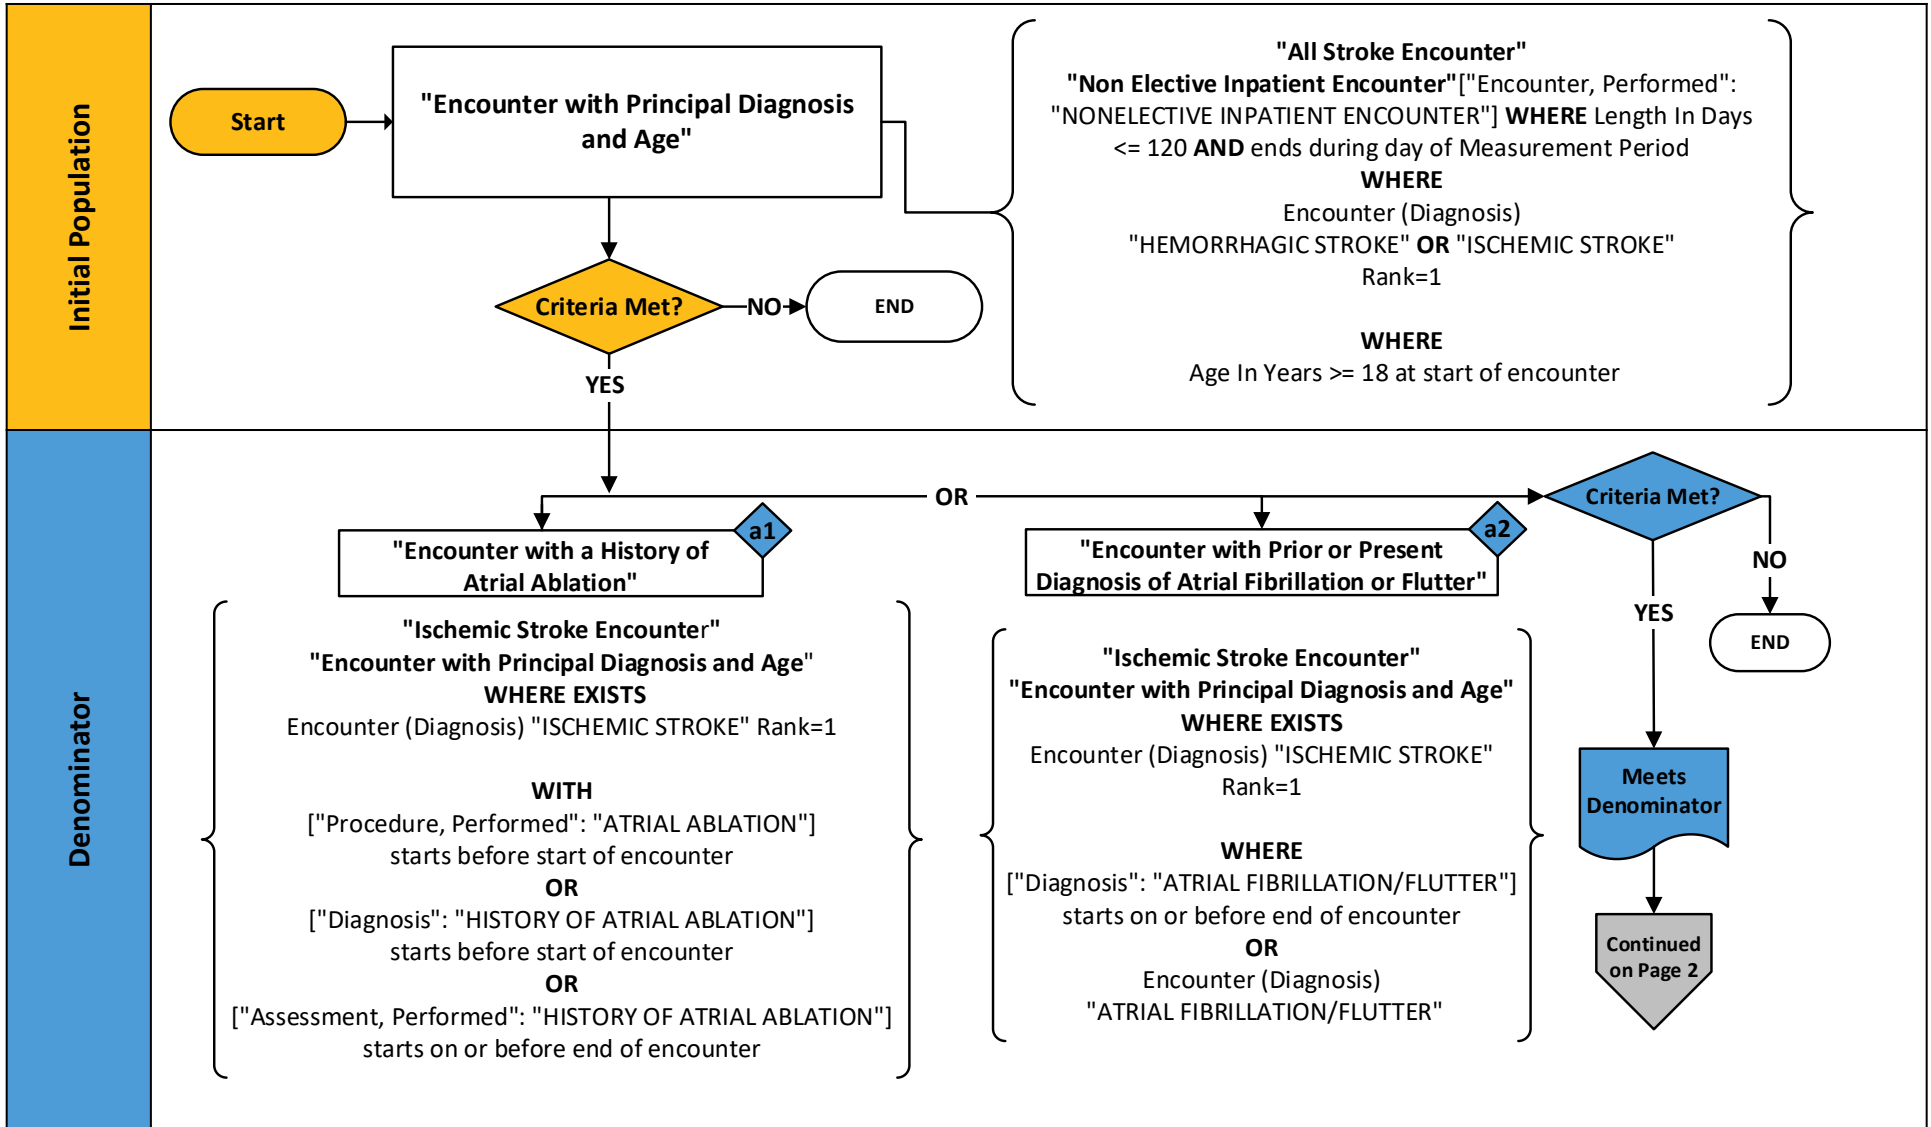 Initial Population
Start
"Encounter with Principal Diagnosis
and Age"
"All Stroke Encounter"
"Non Elective Inpatient Encounter"["Encounter, Performed":
"NONELECTIVE INPATIENT ENCOUNTER"] WHERE Length In Days
<= 120 AND ends during day of Measurement Period
WHERE
Encounter (Diagnosis)
"HEMORRHAGIC STROKE" OR "ISCHEMIC STROKE"
Rank=1
WHERE
Age In Years >= 18 at start of encounter
Criteria Met?
NO
END
YES
Denominator
OR
a1
"Encounter with a History of
Atrial Ablation"
"Ischemic Stroke Encounter"
"Encounter with Principal Diagnosis and Age"
WHERE EXISTS
Encounter (Diagnosis) "ISCHEMIC STROKE" Rank=1
WITH
["Procedure, Performed": "ATRIAL ABLATION"]
starts before start of encounter
OR
["Diagnosis": "HISTORY OF ATRIAL ABLATION"]
starts before start of encounter
OR
["Assessment, Performed": "HISTORY OF ATRIAL ABLATION"]
starts on or before end of encounter
a2
"Encounter with Prior or Present
Diagnosis of Atrial Fibrillation or Flutter"
"Ischemic Stroke Encounter"
"Encounter with Principal Diagnosis and Age"
WHERE EXISTS
Encounter (Diagnosis) "ISCHEMIC STROKE"
Rank=1
WHERE
["Diagnosis": "ATRIAL FIBRILLATION/FLUTTER"]
starts on or before end of encounter
OR
Encounter (Diagnosis)
"ATRIAL FIBRILLATION/FLUTTER"
Criteria Met?
NO
END
YES
Meets
Denominator
Continued
on Page 2